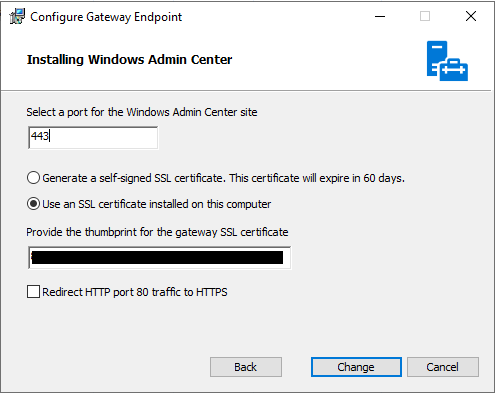 Configure Gateway Endpoint
Installing Windows Admin Center
Select a port for the Windows Admin Center site
443
Generate a self-signed SSL certificate. This certificate will expire in 60 days.
Use an SSL certificate installed on this computer
Provide the thumbprint for the gateway SSL certificate
Redirect HTTP port 80 traffic to HTTPS
Back
Change
Cancel